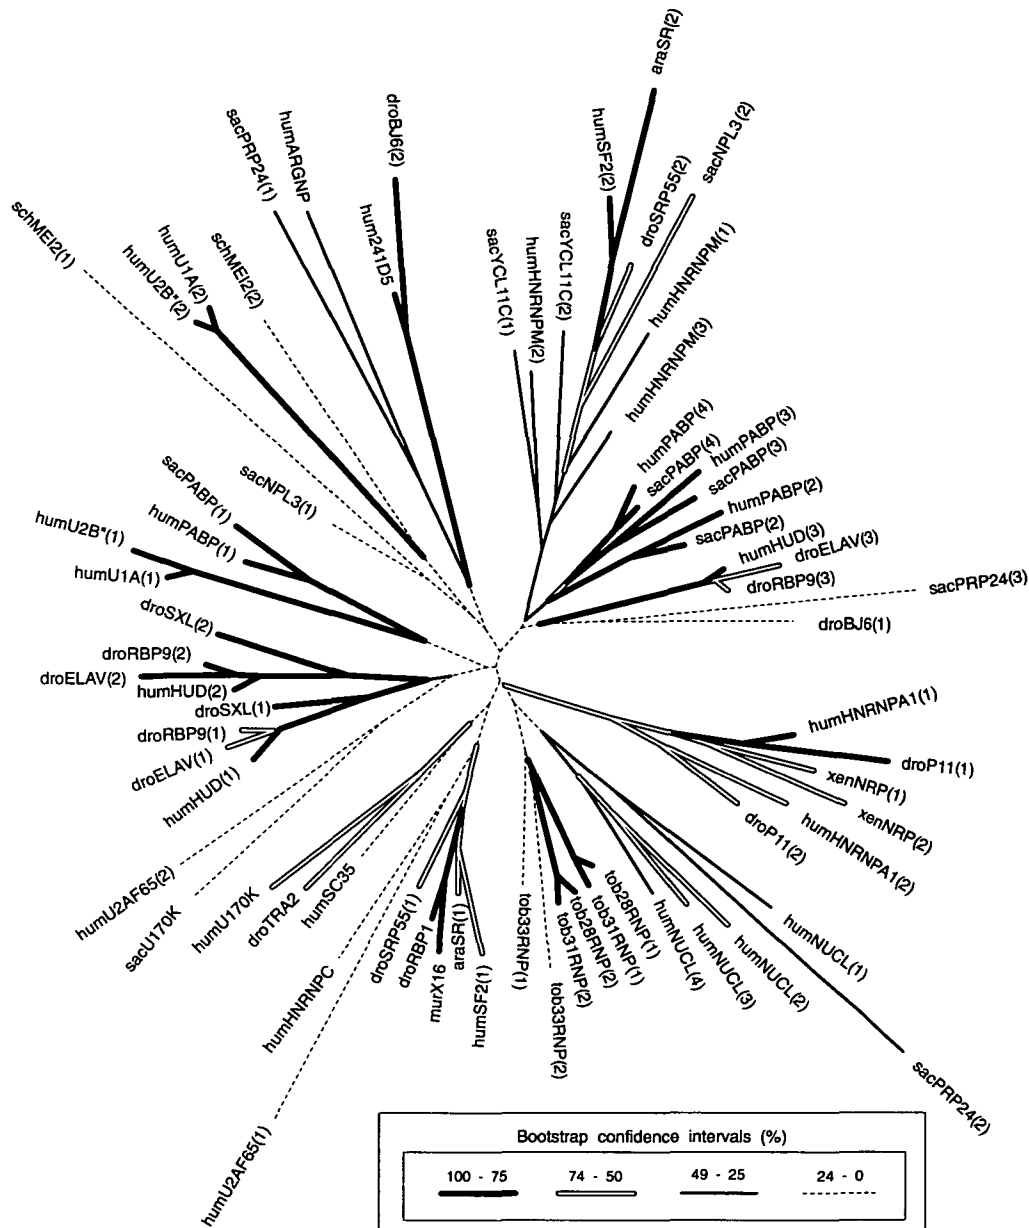 araSR(2)
humSF2(2)
droSRP55(2)
sacNPL3(2)
droBJ6(2)
humARGNP
sacPRP24(1)
hum241D5
schMEI2(1)
humU1A(2)
humU2B"(2)
schMEI2(2)
sacYCL11C(1)
humHNRNPM(2)
sacYCL11C(2)
humHNRNPM(1)
humHNRNPM(3)
humPABP(4)
sacPABP(4)
humPABP(3)
sacPABP(3)
humPABP(2)
sacPABP(2)
humHUD(3)
droELAV(3)
droRBP9(3)
sacPRP24(3)
droBJ6(1)
sacNPL3(1)
sacPABP(1)
humPABP(1)
humU2B"(1)
humU1A(1)
droSXL(2)
droRBP9(2)
droELAV(2)
humHUD(2)
droSXL(1)
droRBP9(1)
droELAV(1)
humHUD(1)
humU2AF65(2)
sacU170K
humU170K
droTRA2
humSC35
humHNRNPC
humU2AF65(1)
droSRP55(1)
droRBP1
murX16
araSR(1)
humSF2(1)
tob33RNP(1)
tob33RNP(2)
tob31RNP(2)
tob28RNP(2)
tob31RNP(1)
tob28RNP(1)
humNUCL(4)
humNUCL(3)
humNUCL(2)
humNUCL(1)
sacPRP24(2)
droP11(2)
humHNRNPA1(2)
xenNRP(2)
xenNRP(1)
droP11(1)
humHNRNPA1(1)
Bootstrap confidence intervals (%)
100 - 75 74 - 50 49 - 25 24 - 0